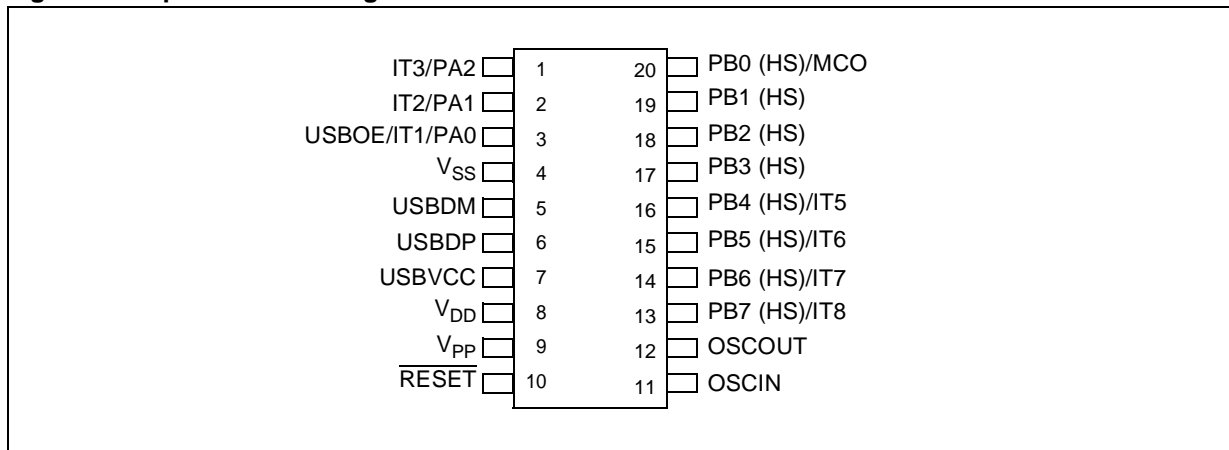 IT3/PA2 1 20 PB0 (HS)/MCO
IT2/PA1 2 19 PB1 (HS)
USBOE/IT1/PA0 3 18 PB2 (HS)
VSS 4 17 PB3 (HS)
USBDM 5 16 PB4 (HS)/IT5
USBDP 6 15 PB5 (HS)/IT6
USBVCC 7 14 PB6 (HS)/IT7
VDD 8 13 PB7 (HS)/IT8
VPP 9 12 OSCOUT
RESET 10 11 OSCIN